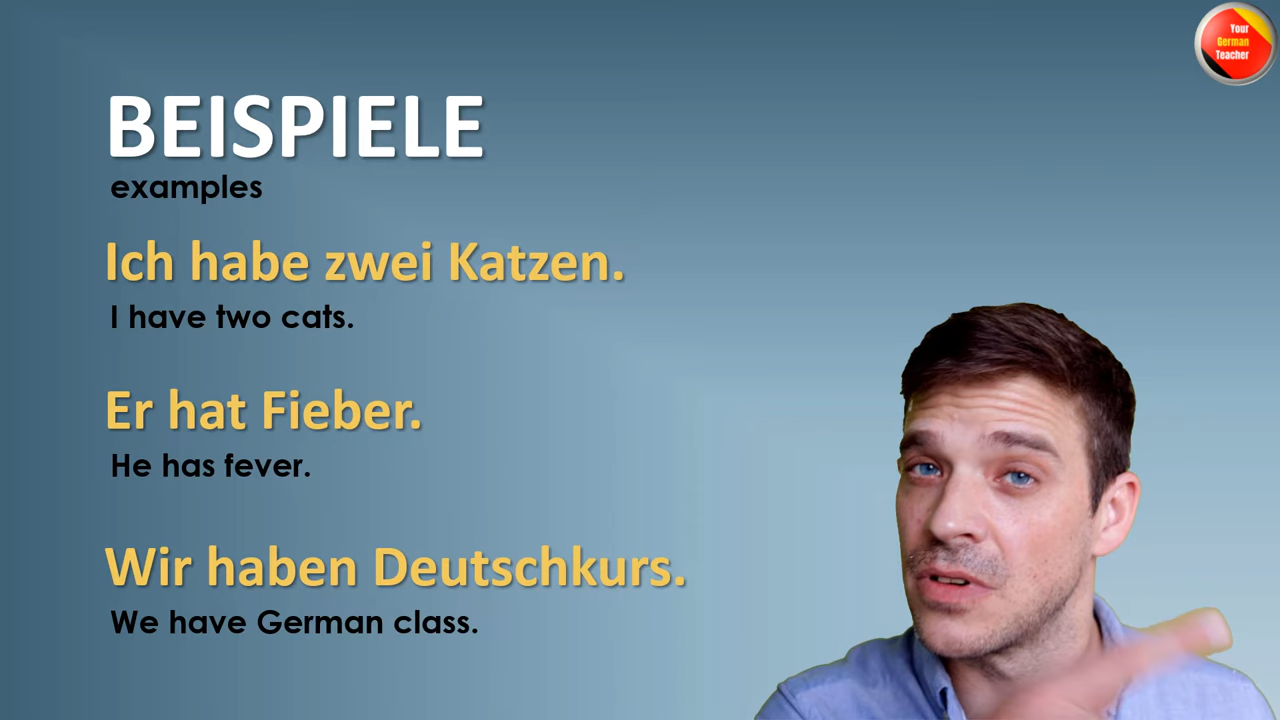 Your
German
Teacher
BEISPIELE
examples
Ich habe zwei Katzen.
I have two cats.
Er hat Fieber.
He has fever.
Wir haben Deutschkurs.
We have German class.